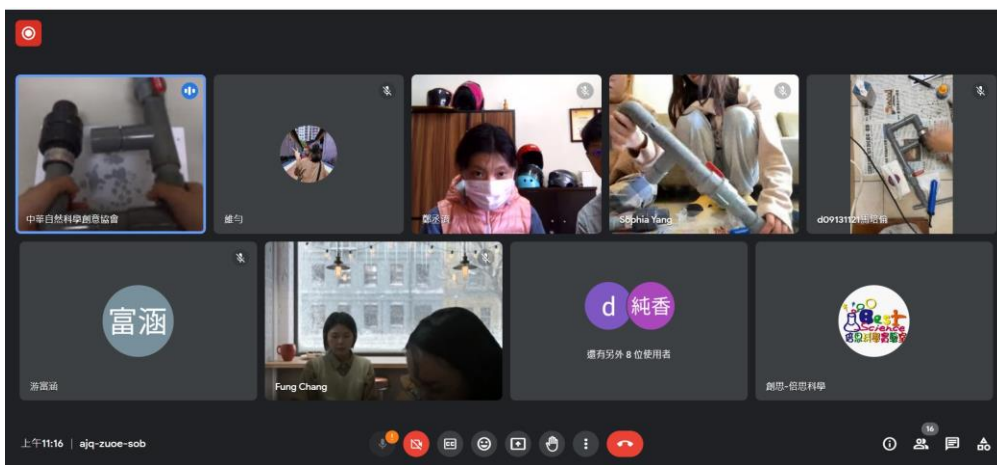 中華自然科學創意協會
雄勻
Sophia Yang
富涵
游富涵
Fung Chang
d
純香
還有另外 8 位使用者
Best
Science
創思-倍思科學
上午11:16 | ajq-zuoe-sob
CC
16